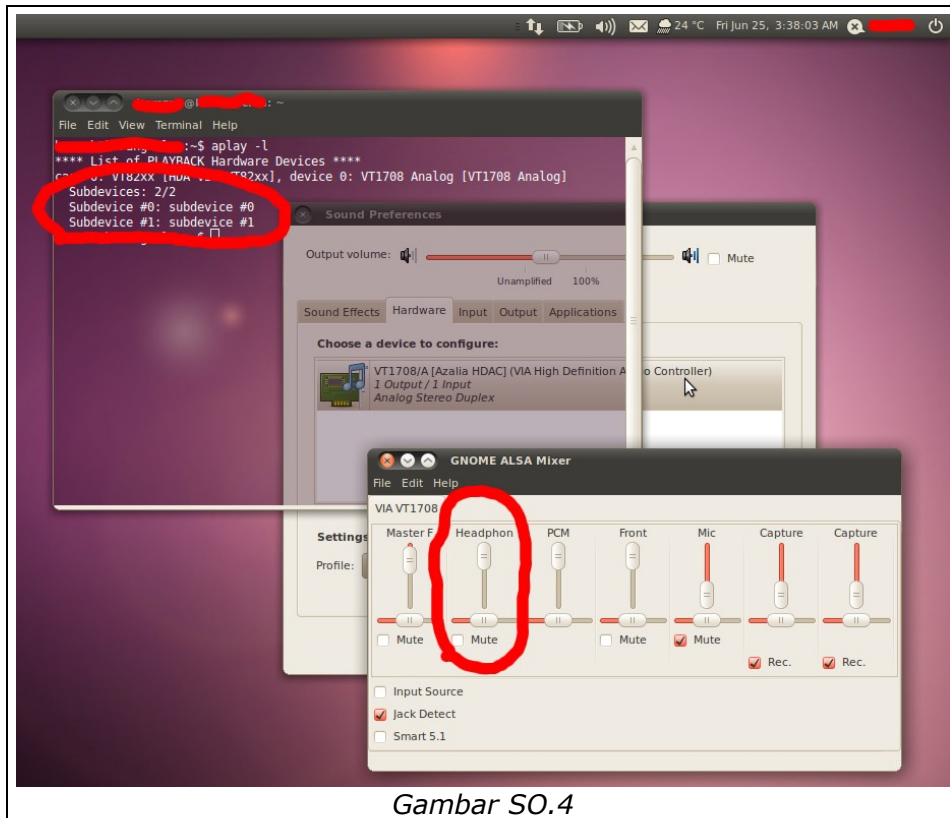 24 °C Fri Jun 25, 3:38:03 AM
@ : ~
File Edit View Terminal Help
:~$ aplay -l
**** List of PLAYBACK Hardware Devices ****
0: VT82xx [HDA VT82xx], device 0: VT1708 Analog [VT1708 Analog]
Subdevices: 2/2
Subdevice #0: subdevice #0
Subdevice #1: subdevice #1
$
Sound Preferences
Output volume:
Mute
Unamplified 100%
Sound Effects Hardware Input Output Applications
Choose a device to configure:
VT1708/A [Azalia HDAC] (VIA High Definition A o Controller)
1 Output / 1 Input
Analog Stereo Duplex
Settings
Profile:
GNOME ALSA Mixer
File Edit Help
VIA VT1708
Master F Headphon PCM Front Mic Capture Capture
Mute Mute Mute Mute
Rec. Rec.
Input Source
Jack Detect
Smart 5.1
Gambar SO.4